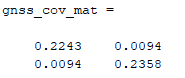 gnss_cov_mat =
0.2243 0.0094
0.0094 0.2358